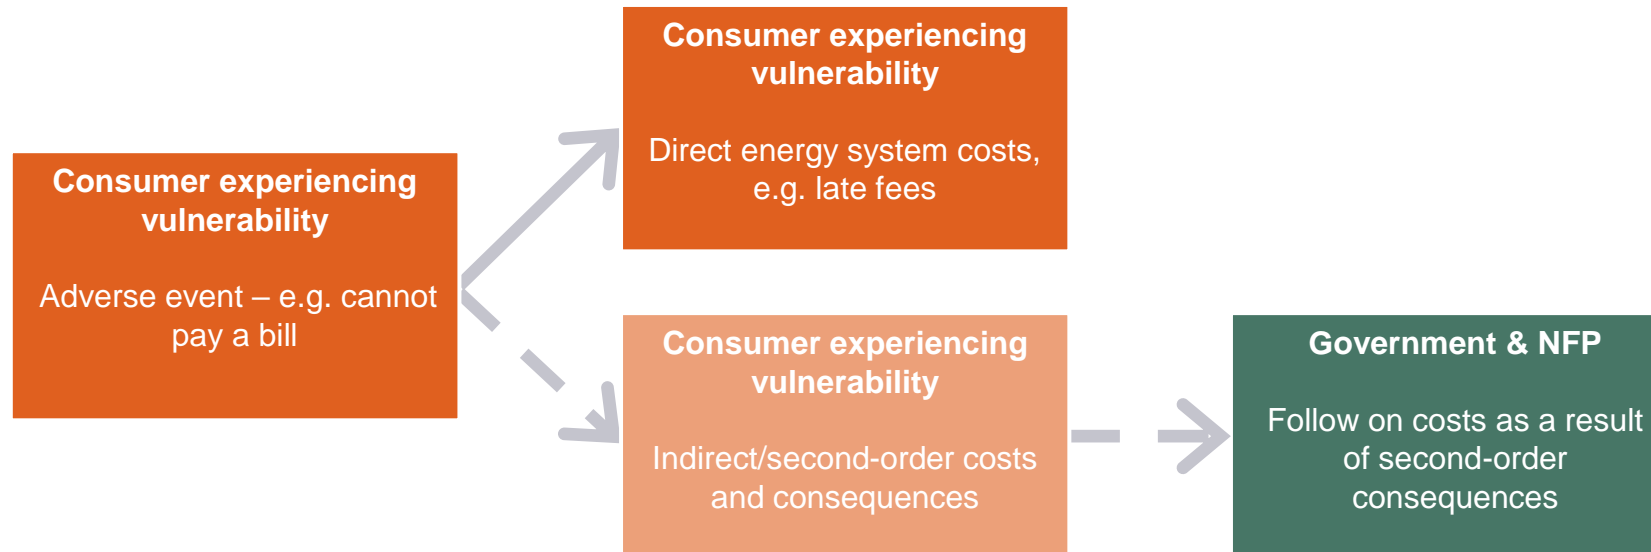 Consumer experiencing
vulnerability
Adverse event – e.g. cannot
pay a bill
Consumer experiencing
vulnerability
Direct energy system costs,
e.g. late fees
Consumer experiencing
vulnerability
Indirect/second-order costs
and consequences
Government & NFP
Follow on costs as a result
of second-order
consequences